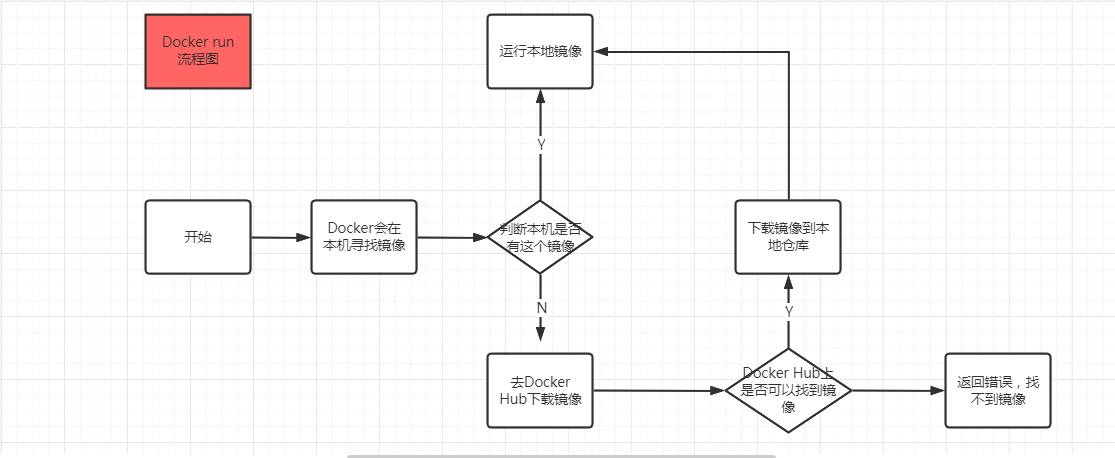 Docker run
流程图
运行本地镜像
Y
开始
Docker会在
本机寻找镜像
判断本机是否
有这个镜像
下载镜像到本
地仓库
N
Y
去Docker
Hub下载镜像
Docker Hub上
是否可以找到镜
像
返回错误，找
不到镜像